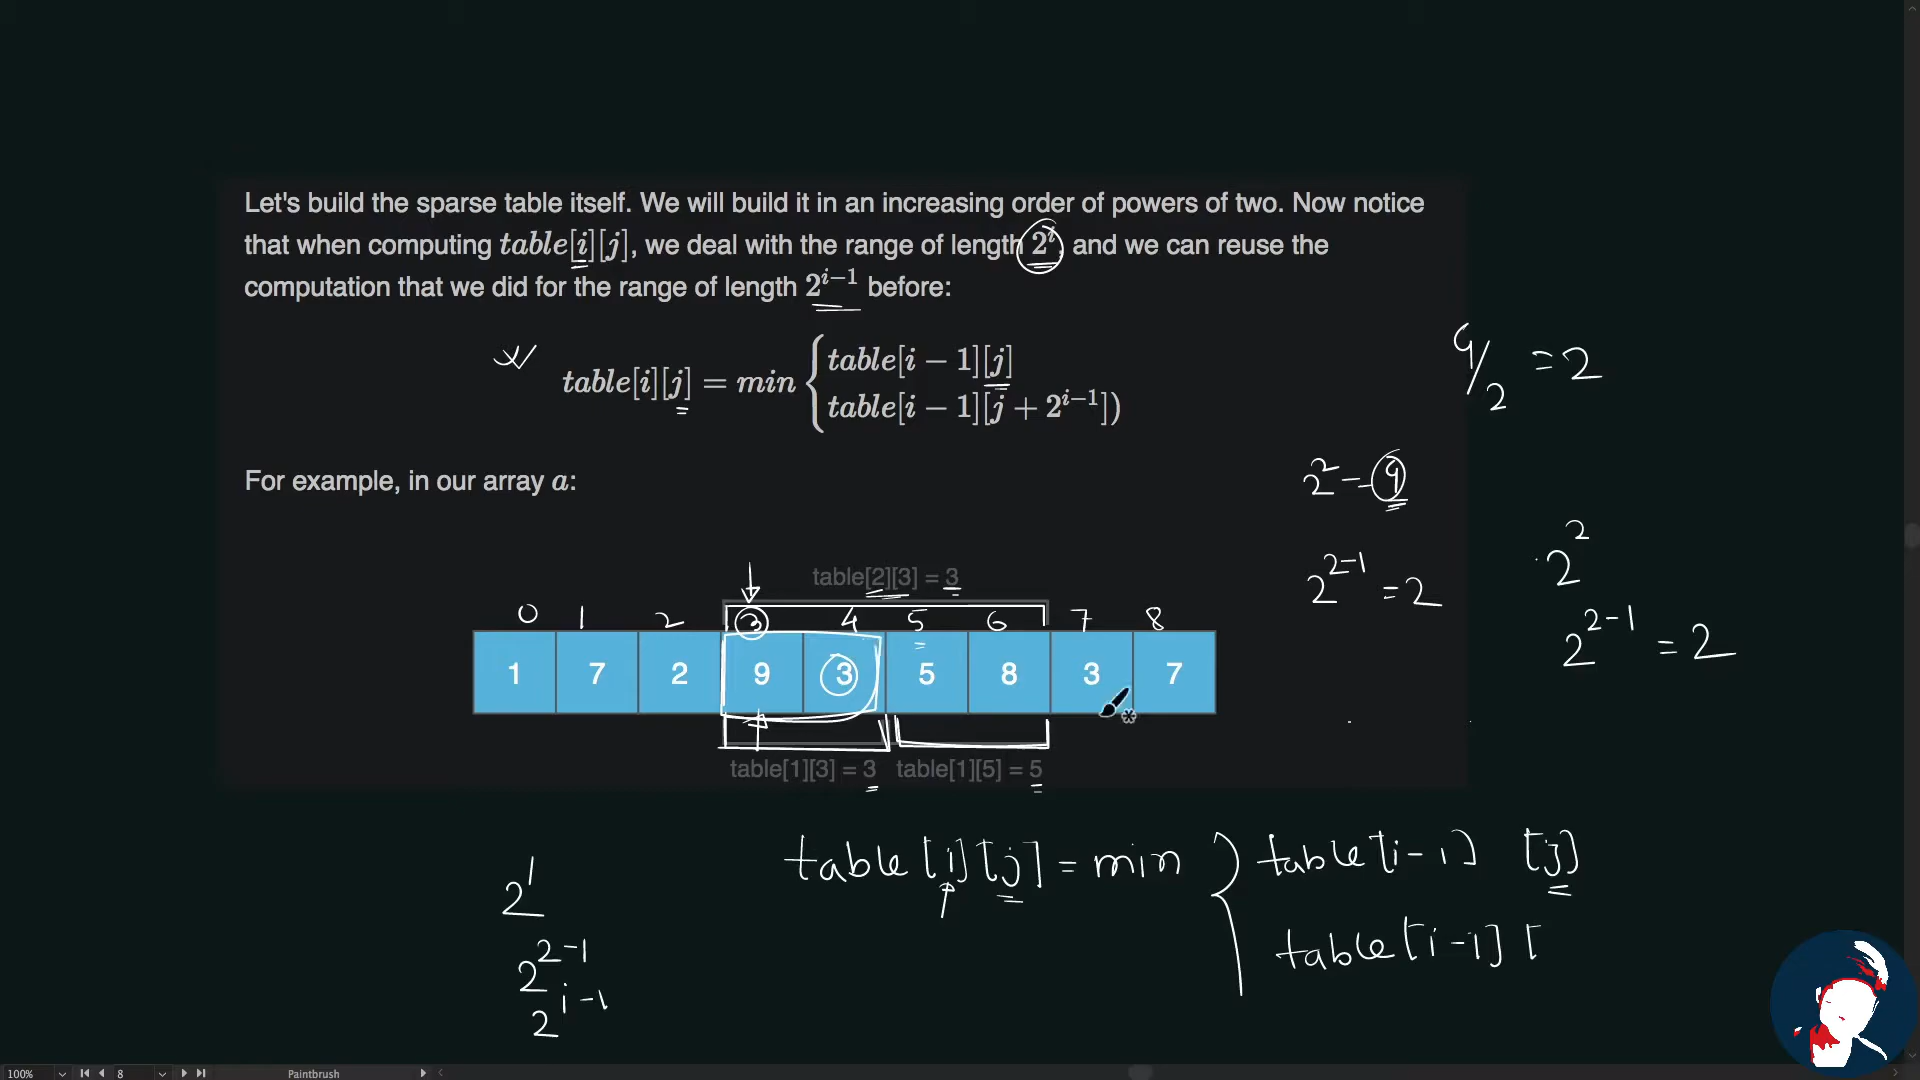 Let's build the sparse table itself. We will build it in an increasing order of powers of two. Now notice
that when computing table[i][j], we deal with the range of length 2^i, and we can reuse the
computation that we did for the range of length 2^{i−1} before:
table[i][j] = min { table[i − 1][j]
table[i − 1][j + 2^{i−1}])
4/2 = 2
For example, in our array a:
2^2 - 4
2^2
2^{2-1} = 2
2^{2-1} = 2
table[2][3] = 3
0 1 2 3 4 5 6 7 8
1 7 2 9 3 5 8 3 7
table[1][3] = 3 table[1][5] = 5
table[i][j] = min { table[i-1] [j]
table[i-1] [
2^1
2^{2-1}
2^{i-1}
100% 8 Paintbrush